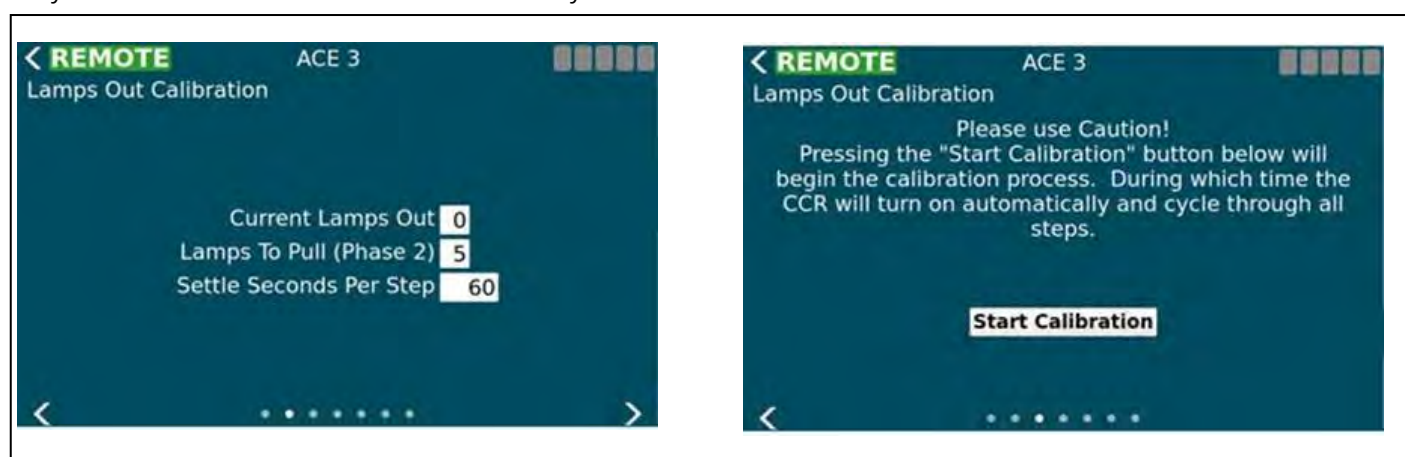 REMOTE
ACE 3
Lamps Out Calibration
Current Lamps Out 0
Lamps To Pull (Phase 2) 5
Settle Seconds Per Step 60
REMOTE
ACE 3
Lamps Out Calibration
Please use Caution!
Pressing the "Start Calibration" button below will
begin the calibration process. During which time the
CCR will turn on automatically and cycle through all
steps.
Start Calibration